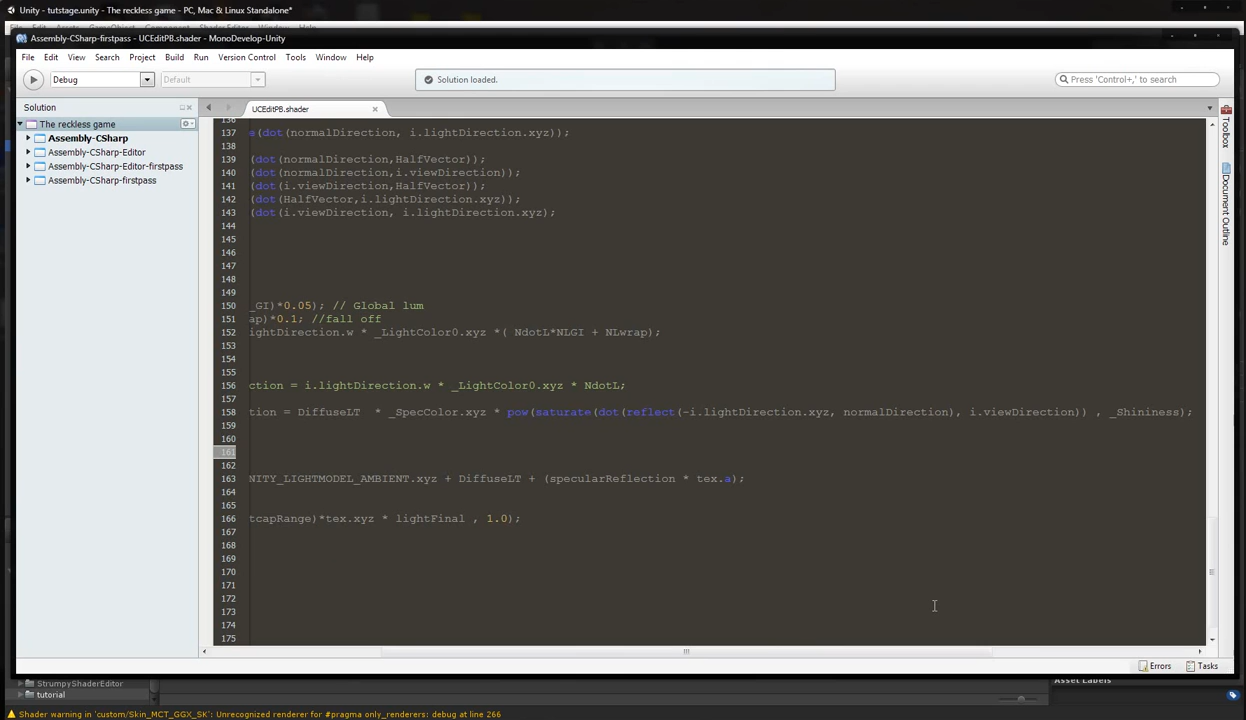 Unity - tutstage.unity - The reckless game - PC, Mac & Linux Standalone*
Assembly-CSharp-firstpass - UCEditPB.shader - MonoDevelop-Unity
File Edit View Search Project Build Run Version Control Tools Window Help
Debug Default Solution loaded. Press 'Control+,' to search
Solution UCEditPB.shader
The reckless game
Assembly-CSharp
Assembly-CSharp-Editor
Assembly-CSharp-Editor-firstpass
Assembly-CSharp-firstpass
136
137 e(dot(normalDirection, i.lightDirection.xyz));
138
139 (dot(normalDirection,HalfVector));
140 (dot(normalDirection,i.viewDirection));
141 (dot(i.viewDirection,HalfVector));
142 (dot(HalfVector,i.lightDirection.xyz));
143 (dot(i.viewDirection, i.lightDirection.xyz);
144
145
146
147
148
149
150 _GI)*0.05); // Global lum
151 ap)*0.1; //fall off
152 ightDirection.w * _LightColor0.xyz *( NdotL*NLGI + NLwrap);
153
154
155
156 ction = i.lightDirection.w * _LightColor0.xyz * NdotL;
157
158 tion = DiffuseLT  * _SpecColor.xyz * pow(saturate(dot(reflect(-i.lightDirection.xyz, normalDirection), i.viewDirection)) , _Shininess);
159
160
161
162
163 NITY_LIGHTMODEL_AMBIENT.xyz + DiffuseLT + (specularReflection * tex.a);
164
165
166 tcapRange)*tex.xyz * lightFinal , 1.0);
167
168
169
170
171
172
173
174
175
Toolbox
Document Outline
Errors Tasks
StrumpyShaderEditor
tutorial
Asset Labels
Shader warning in 'custom/Skin_MCT_GGX_SK': Unrecognized renderer for #pragma only_renderers: debug at line 266